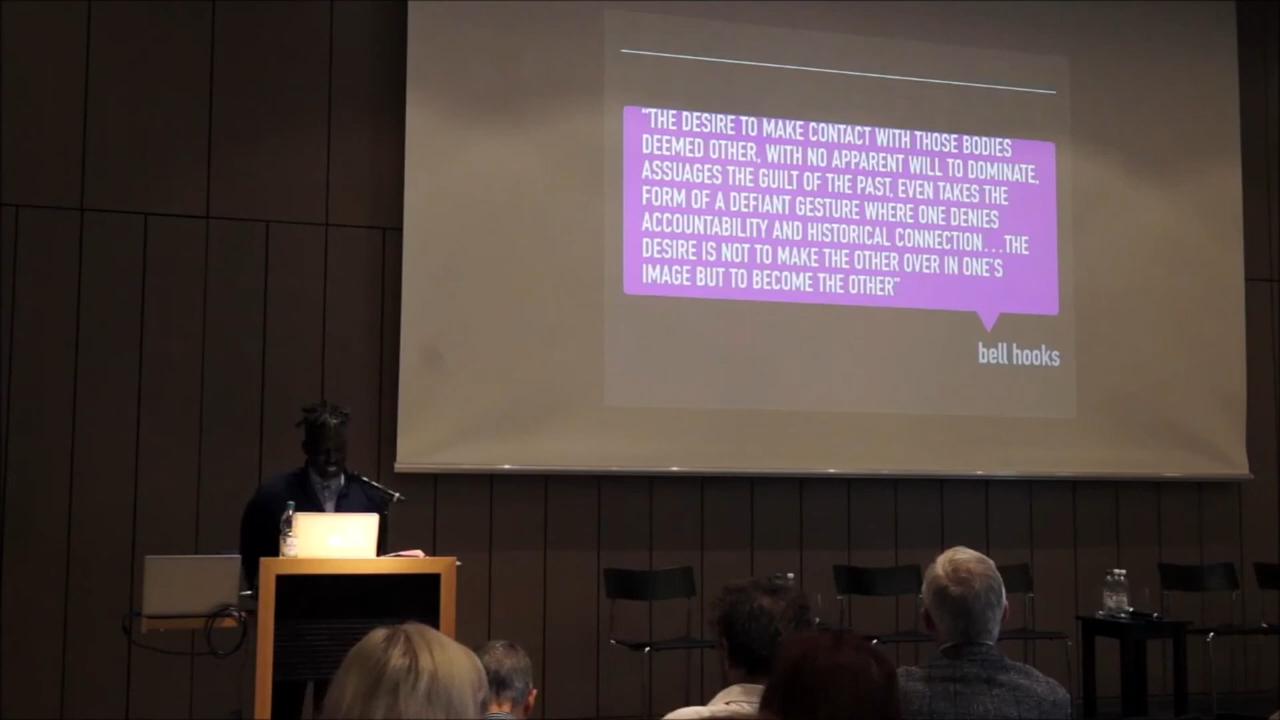 “THE DESIRE TO MAKE CONTACT WITH THOSE BODIES
DEEMED OTHER, WITH NO APPARENT WILL TO DOMINATE,
ASSUAGES THE GUILT OF THE PAST, EVEN TAKES THE
FORM OF A DEFIANT GESTURE WHERE ONE DENIES
ACCOUNTABILITY AND HISTORICAL CONNECTION...THE
DESIRE IS NOT TO MAKE THE OTHER OVER IN ONE'S
IMAGE BUT TO BECOME THE OTHER”
bell hooks